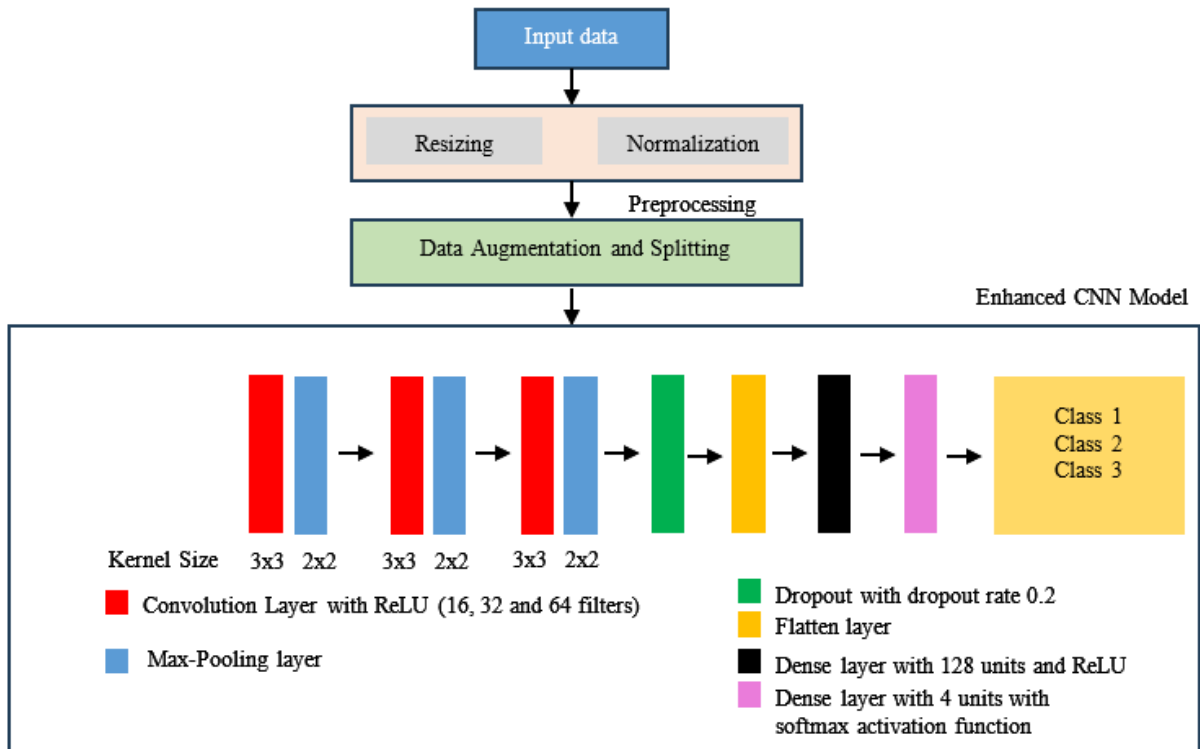 Input data
Resizing
Normalization
Preprocessing
Data Augmentation and Splitting
Enhanced CNN Model
Class 1
Class 2
Class 3
Kernel Size 3x3 2x2 3x3 2x2 3x3 2x2
Convolution Layer with ReLU (16, 32 and 64 filters)
Max-Pooling layer
Dropout with dropout rate 0.2
Flatten layer
Dense layer with 128 units and ReLU
Dense layer with 4 units with
softmax activation function